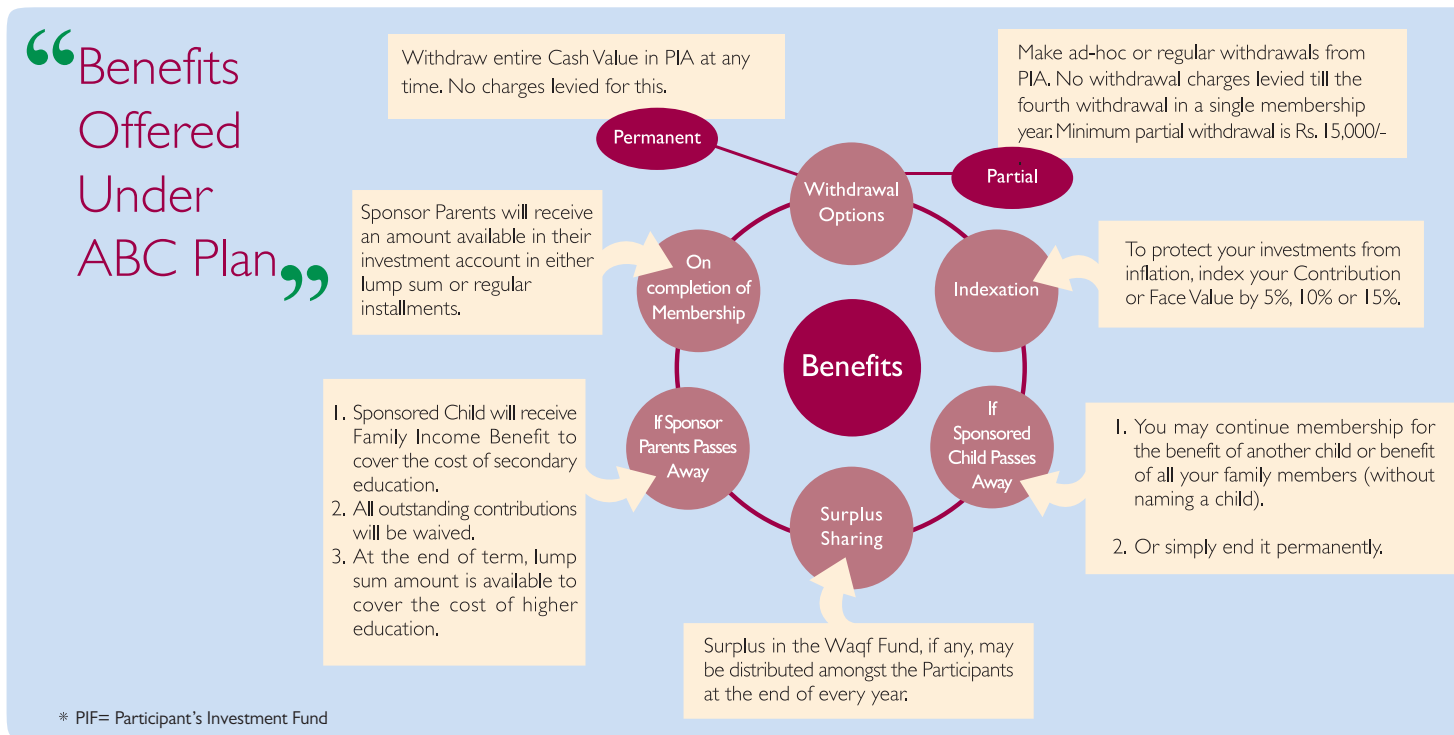 “Benefits
Offered
Under
ABC Plan”
Withdraw entire Cash Value in PIA at any
time. No charges levied for this.
Permanent
Make ad-hoc or regular withdrawals from
PIA. No withdrawal charges levied till the
fourth withdrawal in a single membership
year. Minimum partial withdrawal is Rs. 15,000/-
Partial
Withdrawal
Options
Sponsor Parents will receive
an amount available in their
investment account in either
lump sum or regular
installments.
On
completion of
Membership
Indexation
To protect your investments from
inflation, index your Contribution
or Face Value by 5%, 10% or 15%.
Benefits
1. Sponsored Child will receive
Family Income Benefit to
cover the cost of secondary
education.
2. All outstanding contributions
will be waived.
3. At the end of term, lump
sum amount is available to
cover the cost of higher
education.
If Sponsor
Parents Passes
Away
If
Sponsored
Child Passes
Away
1. You may continue membership for
the benefit of another child or benefit
of all your family members (without
naming a child).
2. Or simply end it permanently.
Surplus
Sharing
Surplus in the Waqf Fund, if any, may
be distributed amongst the Participants
at the end of every year.
* PIF= Participant's Investment Fund